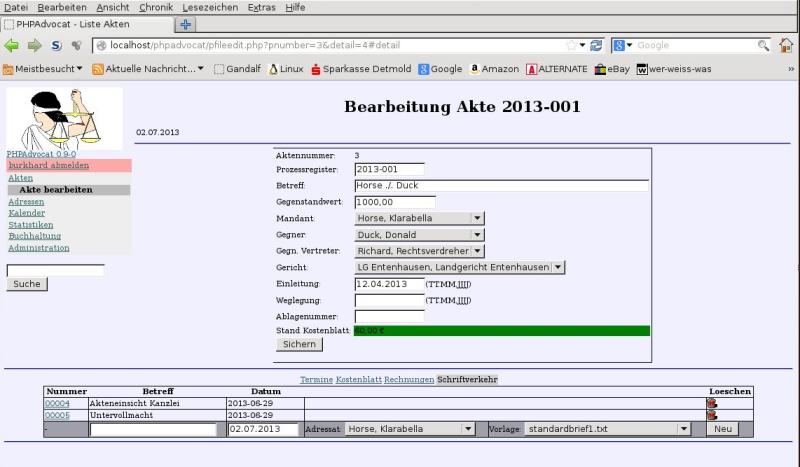 Datei Bearbeiten Ansicht Chronik Lesezeichen Extras Hilfe
PHPAdvocat - Liste Akten
localhost/phpadvocat/pfileedit.php?pnumber=3&detail=4#detail
Google
Meistbesucht Aktuelle Nachricht... Gandalf Linux Sparkasse Detmold Google Amazon ALTERNATE eBay wer-weiss-was »
Bearbeitung Akte 2013-001
02.07.2013
PHPAdvocat 0.9-0
burkhard abmelden
Akten
Akte bearbeiten
Adressen
Kalender
Statistiken
Buchhaltung
Administration
Suche
Aktennummer: 3
Prozessregister: 2013-001
Betreff: Horse ./. Duck
Gegenstandwert: 1000,00
Mandant: Horse, Klarabella
Gegner: Duck, Donald
Gegn. Vertreter: Richard, Rechtsverdreher
Gericht: LG Entenhausen, Landgericht Entenhausen
Einleitung: 12.04.2013 (TT.MM.JJJJ)
Weglegung: (TT.MM.JJJJ)
Ablagenummer:
Stand Kostenblatt: 60,00 €
Sichern
Termine Kostenblatt Rechnungen Schriftverkehr
Nummer Betreff Datum Loeschen
00004 Akteneinsicht Kanzlei 2013-06-29
00005 Untervollmacht 2013-06-29
- 02.07.2013 Adressat: Horse, Klarabella Vorlage: standardbrief1.txt Neu